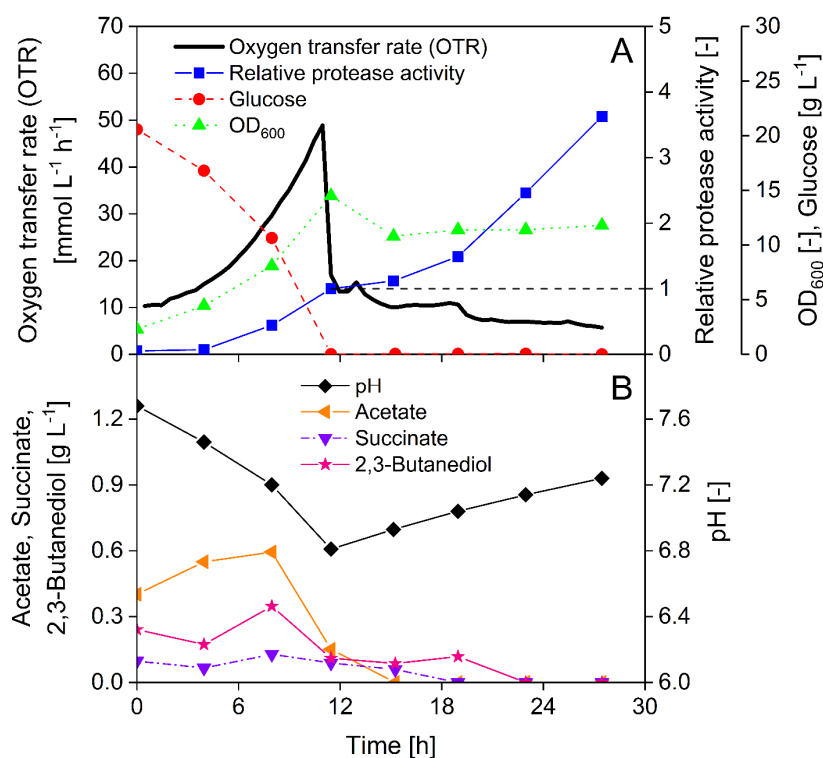 A
Oxygen transfer rate (OTR)
[mmol L⁻¹ h⁻¹]
70
60
50
40
30
20
10
0
Oxygen transfer rate (OTR)
Relative protease activity
Glucose
OD₆₀₀
5
4
3
2
1
0
Relative protease activity [-]
30
25
20
15
10
5
0
OD₆₀₀ [-], Glucose [g L⁻¹]
B
Acetate, Succinate,
2,3-Butanediol [g L⁻¹]
1.2
0.9
0.6
0.3
0.0
pH
Acetate
Succinate
2,3-Butanediol
7.6
7.2
6.8
6.4
6.0
pH [-]
0
6
12
18
24
30
Time [h]